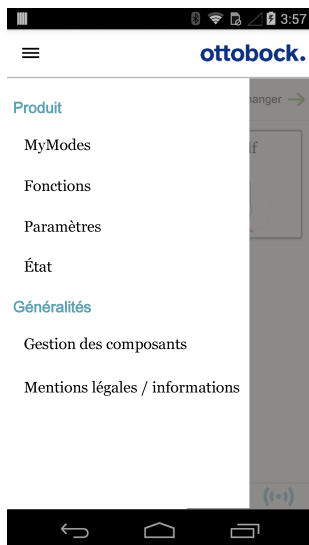 3:57
ottobock.
Produit
MyModes
Fonctions
Paramètres
État
Généralités
Gestion des composants
Mentions légales / informations